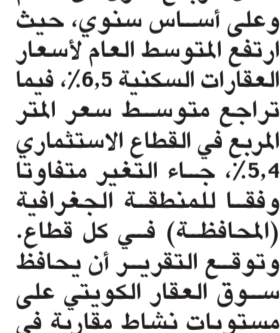 وعلى أساس سنوي، حيث
ارتفع المتوسط العام لأسعار
العقارات السكنية 6,5٪، فيما
تراجع متوسط سعر المتر
المربع في القطاع الاستثماري
5,4٪، جاء التغير متفاوتا
وفقا للمنطقة الجغرافية
(المحافظة) في كل قطاع.
وتوقع التقرير أن يحافظ
سوق العقار الكويتي على
مستويات نشاط مقاربة في